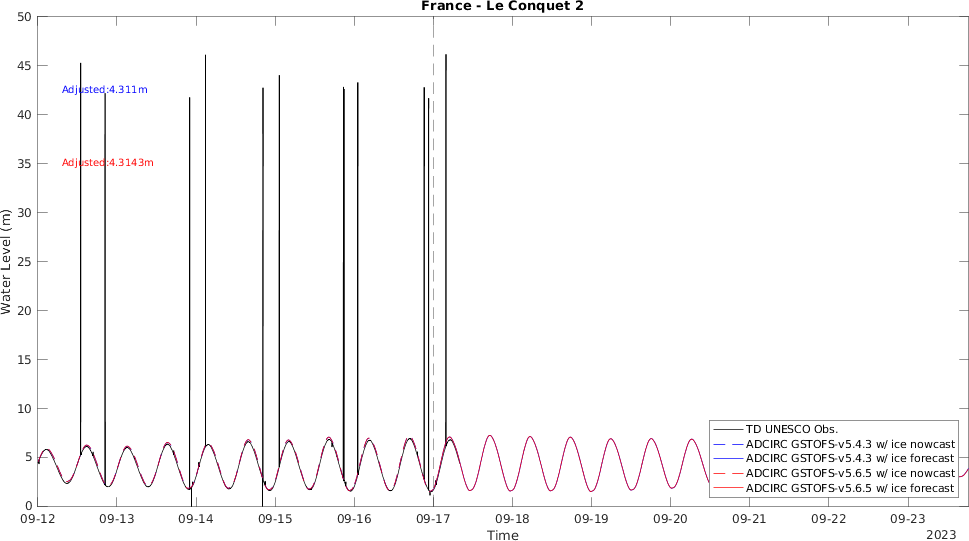 France - Le Conquet 2
50
45
40
35
30
25
20
15
10
5
0
Water Level (m)
Adjusted:4.311m
Adjusted:4.3143m
TD UNESCO Obs.
ADCIRC GSTOFS-v5.4.3 w/ ice nowcast
ADCIRC GSTOFS-v5.4.3 w/ ice forecast
ADCIRC GSTOFS-v5.6.5 w/ ice nowcast
ADCIRC GSTOFS-v5.6.5 w/ ice forecast
09-12 09-13 09-14 09-15 09-16 09-17 09-18 09-19 09-20 09-21 09-22 09-23
Time
2023